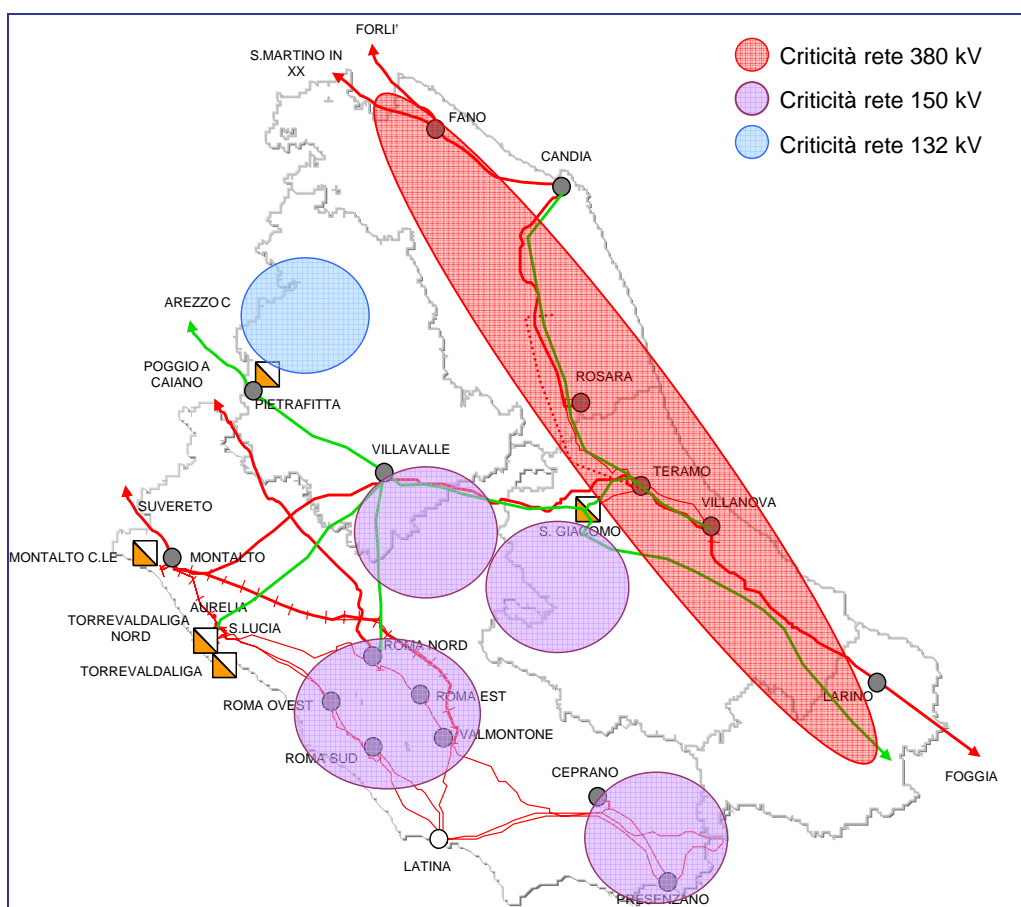 FORLI'
S.MARTINO IN
XX
Criticità rete 380 kV
Criticità rete 150 kV
Criticità rete 132 kV
FANO
CANDIA
AREZZO C
POGGIO A
CAIANO
PIETRAFITTA
ROSARA
VILLAVALLE
TERAMO
VILLANOVA
SUVERETO
S. GIACOMO
MONTALTO C.LE
MONTALTO
AURELIA
TORREVALDALIGA
NORD
S.LUCIA
TORREVALDALIGA
ROMA NORD
ROMA EST
ROMA OVEST
LARINO
VALMONTONE
ROMA SUD
CEPRANO
FOGGIA
LATINA
PRESENZANO